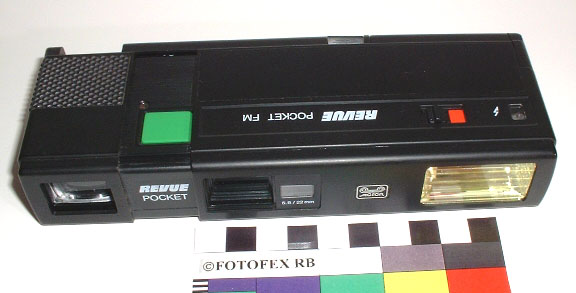 REVUE POCKET FM
REVUE
POCKET
5.6 / 22 mm
©FOTOFEX RB